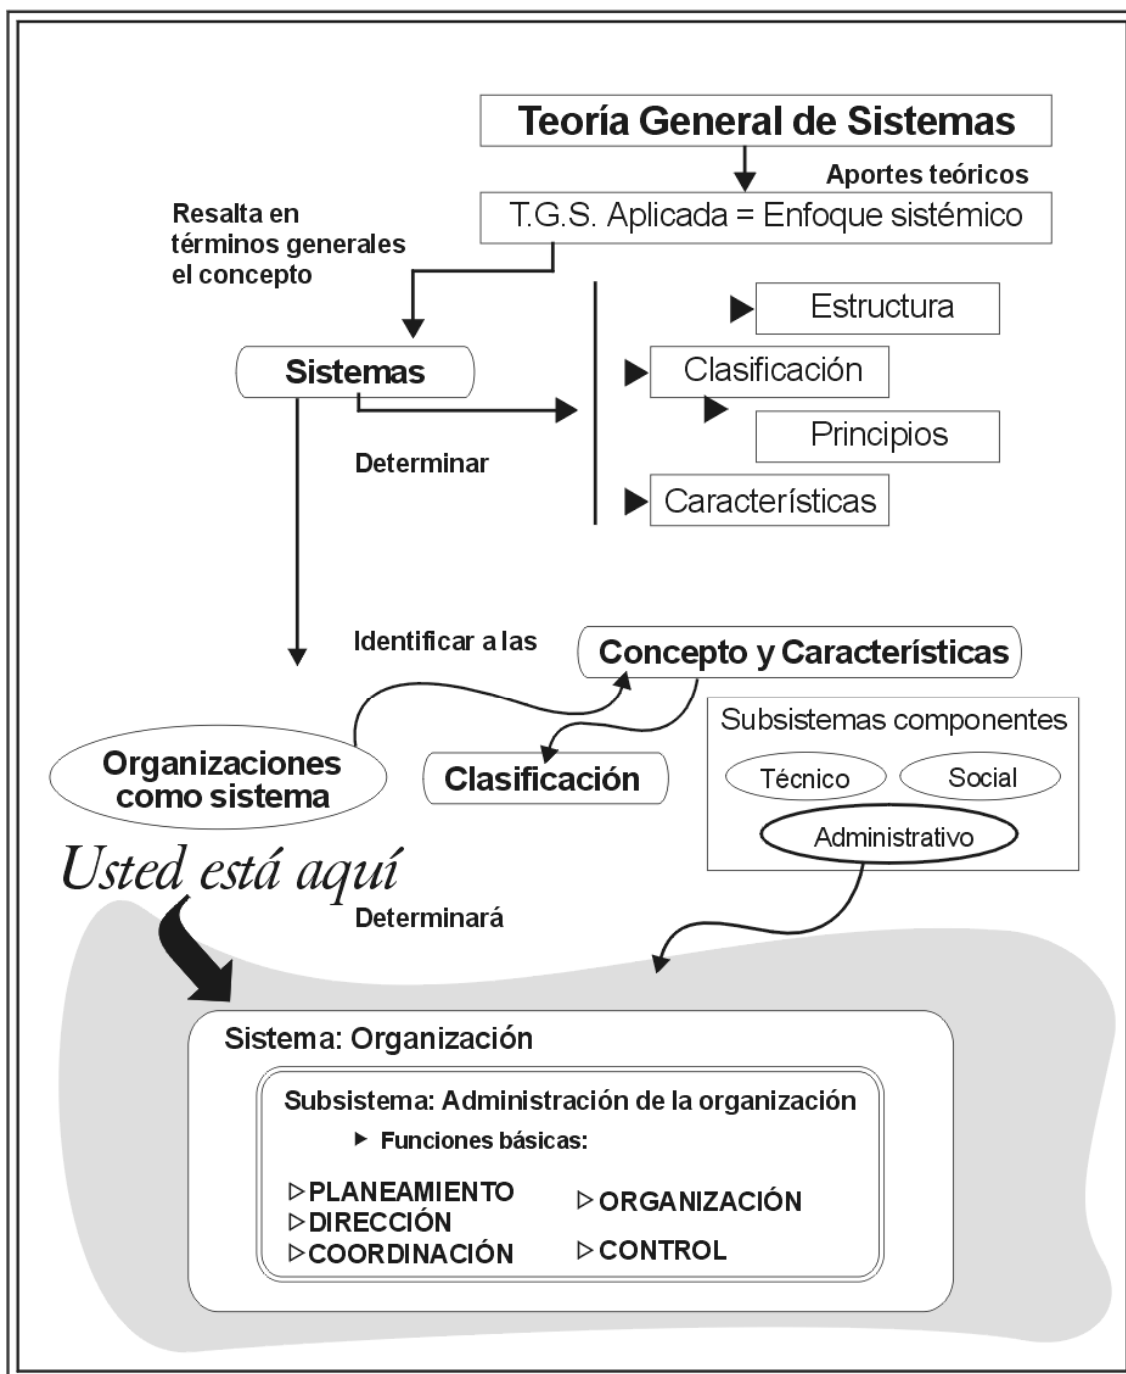 Teoría General de Sistemas
Aportes teóricos
T.G.S. Aplicada = Enfoque sistémico
Resalta en
términos generales
el concepto
Estructura
Sistemas
Clasificación
Principios
Determinar
Característícas
Identificar a las
Concepto y Característícas
Organizaciones
como sistema
Clasificación
Subsistemas componentes
Técnico
Social
Administrativo
Usted está aquí
Determinará
Sistema: Organización
Subsistema: Administración de la organización
Funciones básicas:
PLANEAMIENTO
DIRECCIÓN
COORDINACIÓN
ORGANIZACIÓN
CONTROL